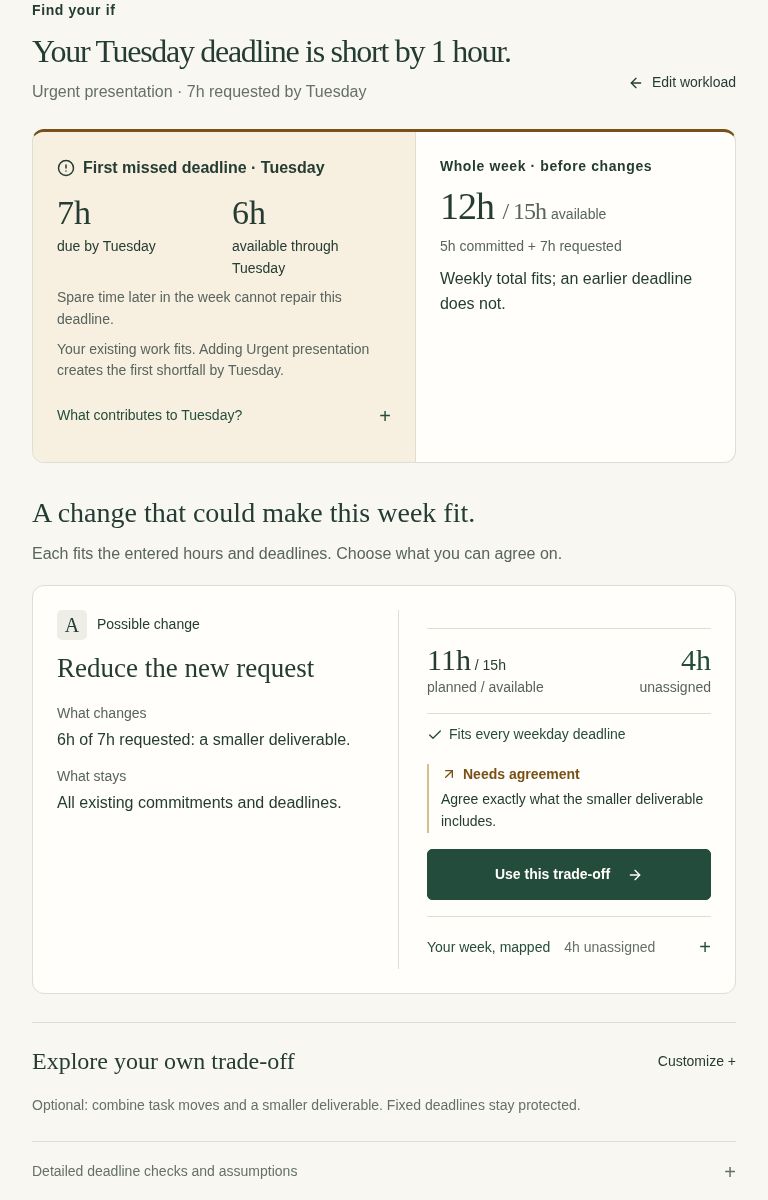 Find your if
Your Tuesday deadline is short by 1 hour.
Urgent presentation · 7h requested by Tuesday
Edit workload
First missed deadline · Tuesday
7h
due by Tuesday
6h
available through
Tuesday
Spare time later in the week cannot repair this
deadline.
Your existing work fits. Adding Urgent presentation
creates the first shortfall by Tuesday.
What contributes to Tuesday? +
Whole week · before changes
12h / 15h available
5h committed + 7h requested
Weekly total fits; an earlier deadline
does not.
A change that could make this week fit.
Each fits the entered hours and deadlines. Choose what you can agree on.
A Possible change
Reduce the new request
What changes
6h of 7h requested: a smaller deliverable.
What stays
All existing commitments and deadlines.
11h / 15h
planned / available
4h
unassigned
Fits every weekday deadline
Needs agreement
Agree exactly what the smaller deliverable
includes.
Use this trade-off
Your week, mapped 4h unassigned +
Explore your own trade-off
Customize +
Optional: combine task moves and a smaller deliverable. Fixed deadlines stay protected.
Detailed deadline checks and assumptions +